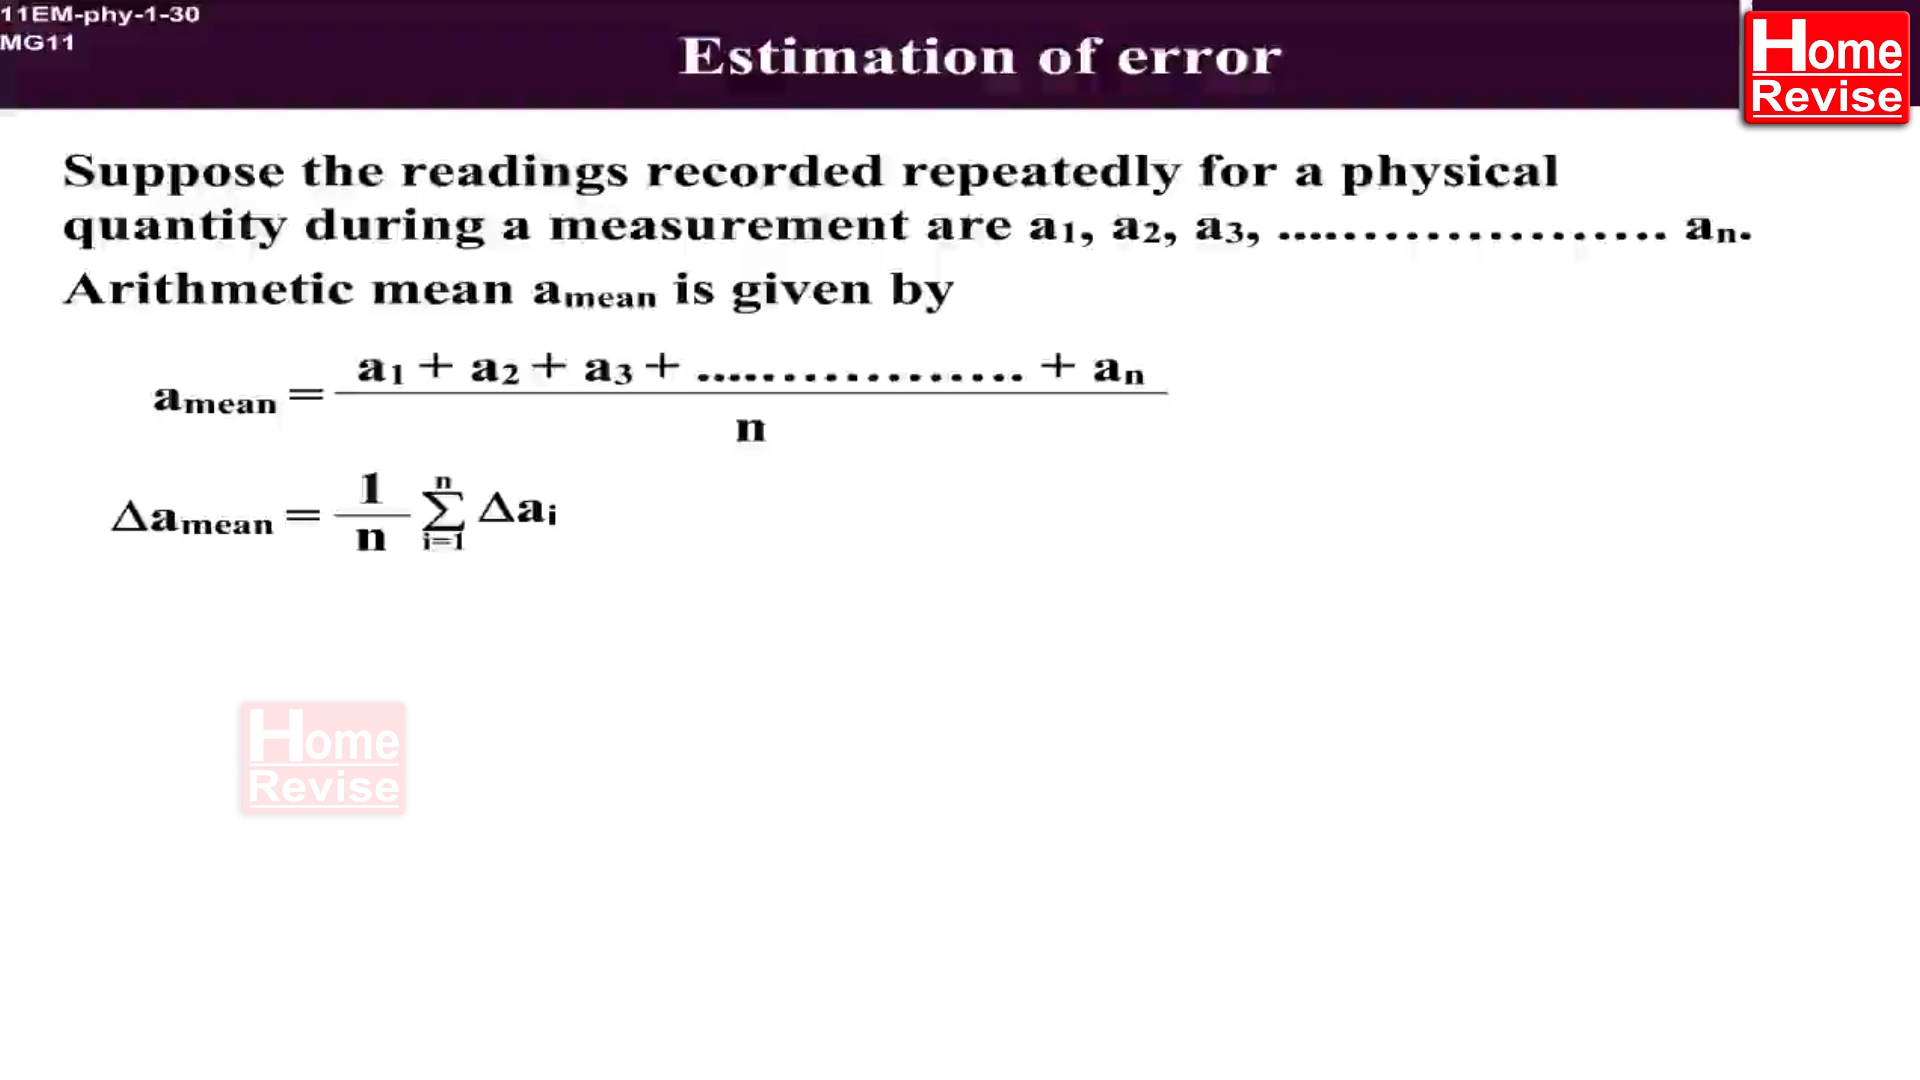 11EM-phy-1-30
MG11
Estimation of error
Home
Revise
Suppose the readings recorded repeatedly for a physical
quantity during a measurement are a₁, a₂, a₃, ..................... aₙ.
Arithmetic mean amean is given by
amean = (a₁ + a₂ + a₃ + .................. + aₙ) / n
Δamean = 1/n Σ (i=1 to n) Δaᵢ
Home
Revise